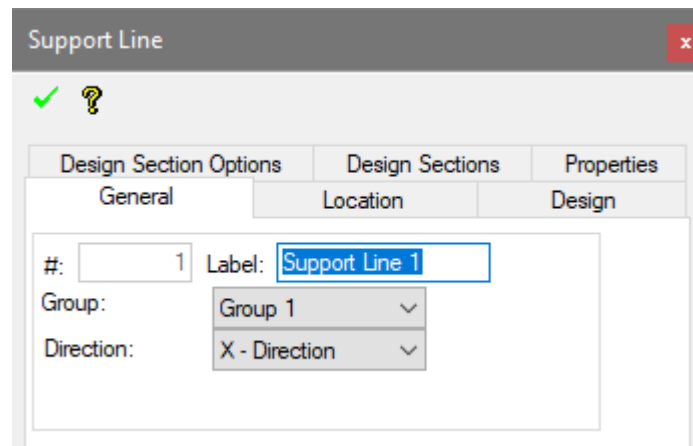 Support Line
x
Design Section Options Design Sections Properties
General Location Design
#: 1 Label: Support Line 1
Group: Group 1
Direction: X - Direction